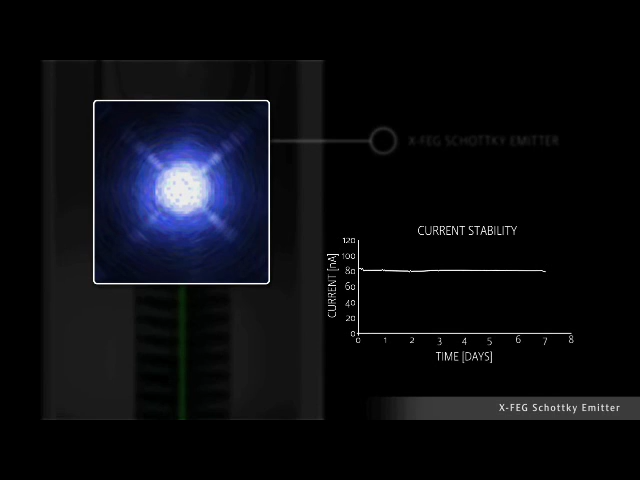 X-FEG SCHOTTKY EMITTER
CURRENT STABILITY
CURRENT [nA]
120
100
80
60
40
20
0
0 1 2 3 4 5 6 7 8
TIME [DAYS]
X-FEG Schottky Emitter